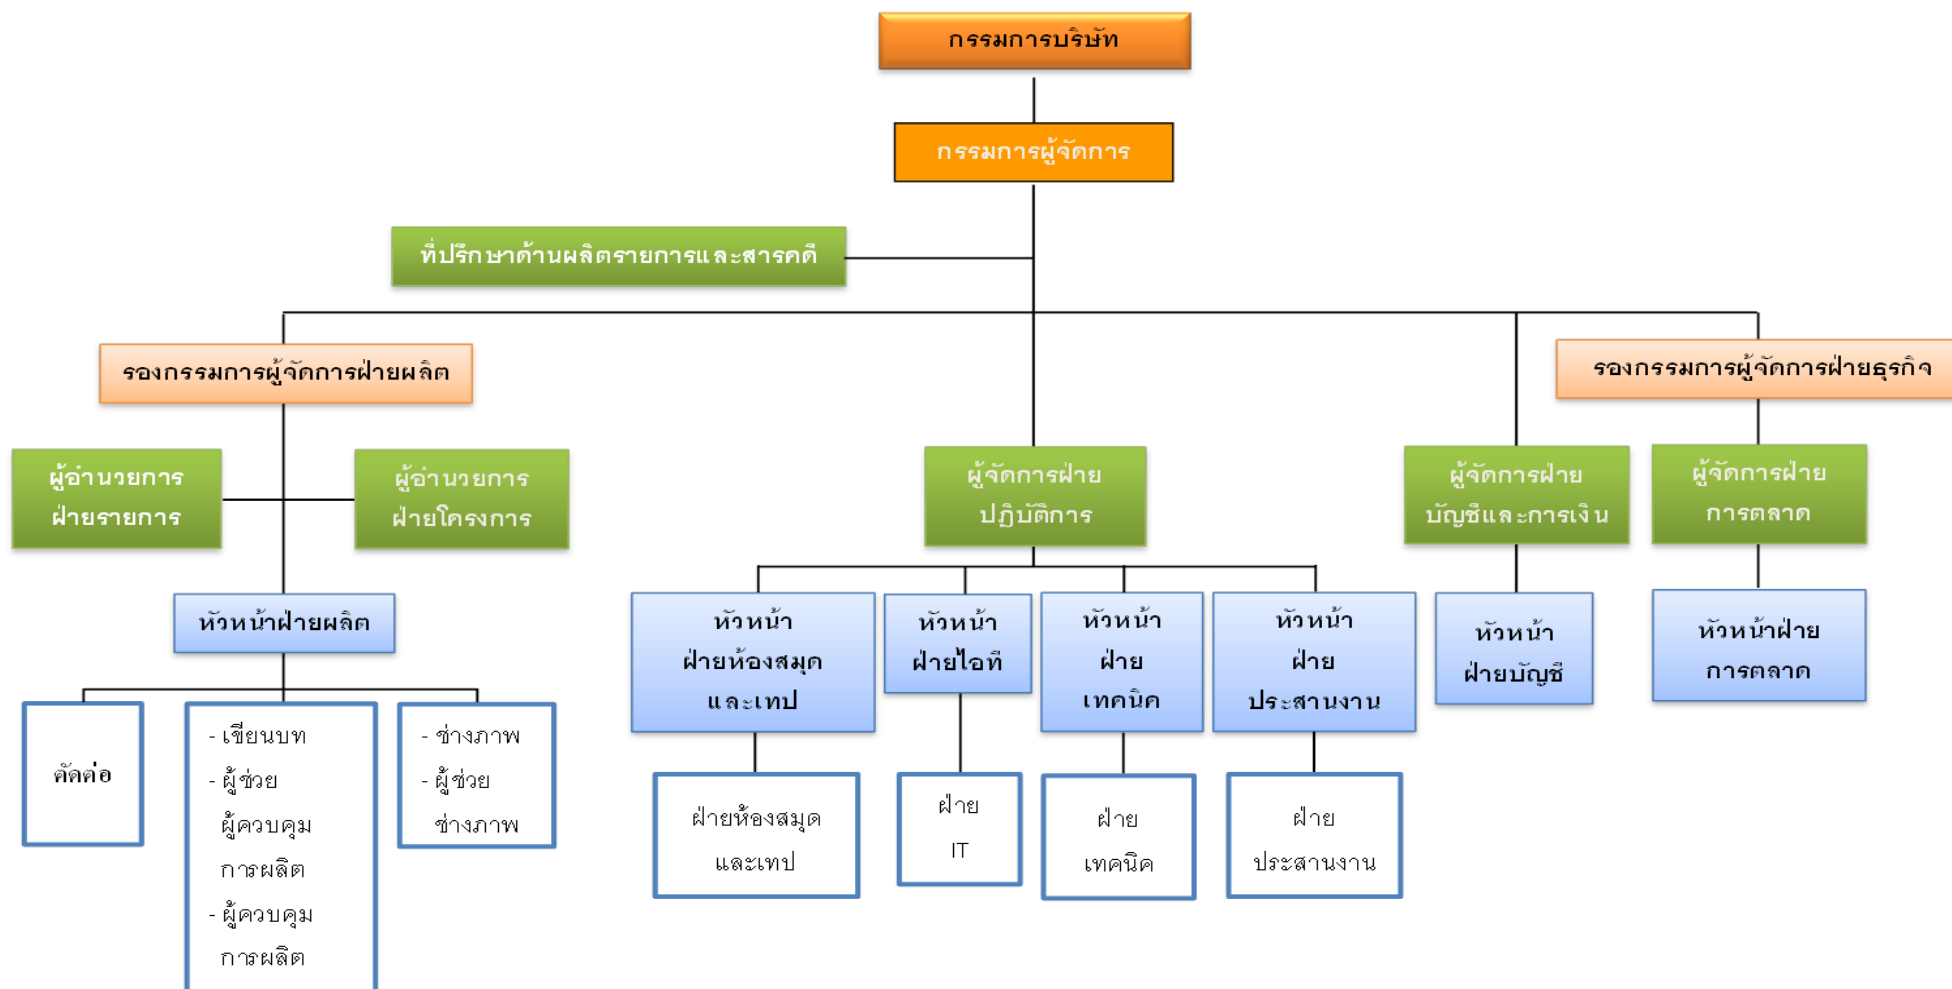 กรรมการบริษัท
กรรมการผู้จัดการ
ที่ปรึกษาด้านผลิตรายการและสารคดี
รองกรรมการผู้จัดการฝ่ายผลิต
รองกรรมการผู้จัดการฝ่ายธุรกิจ
ผู้อำนวยการ
ฝ่ายรายการ
ผู้อำนวยการ
ฝ่ายโครงการ
ผู้จัดการฝ่าย
ปฏิบัติการ
ผู้จัดการฝ่าย
บัญชีและการเงิน
ผู้จัดการฝ่าย
การตลาด
หัวหน้าฝ่ายผลิต
หัวหน้า
ฝ่ายห้องสมุด
และเทป
หัวหน้า
ฝ่ายไอที
หัวหน้า
ฝ่าย
เทคนิค
หัวหน้า
ฝ่าย
ประสานงาน
หัวหน้า
ฝ่ายบัญชี
หัวหน้าฝ่าย
การตลาด
ตัดต่อ
- เขียนบท
- ผู้ช่วย
ผู้ควบคุม
การผลิต
- ผู้ควบคุม
การผลิต
- ช่างภาพ
- ผู้ช่วย
ช่างภาพ
ฝ่ายห้องสมุด
และเทป
ฝ่าย
IT
ฝ่าย
เทคนิค
ฝ่าย
ประสานงาน